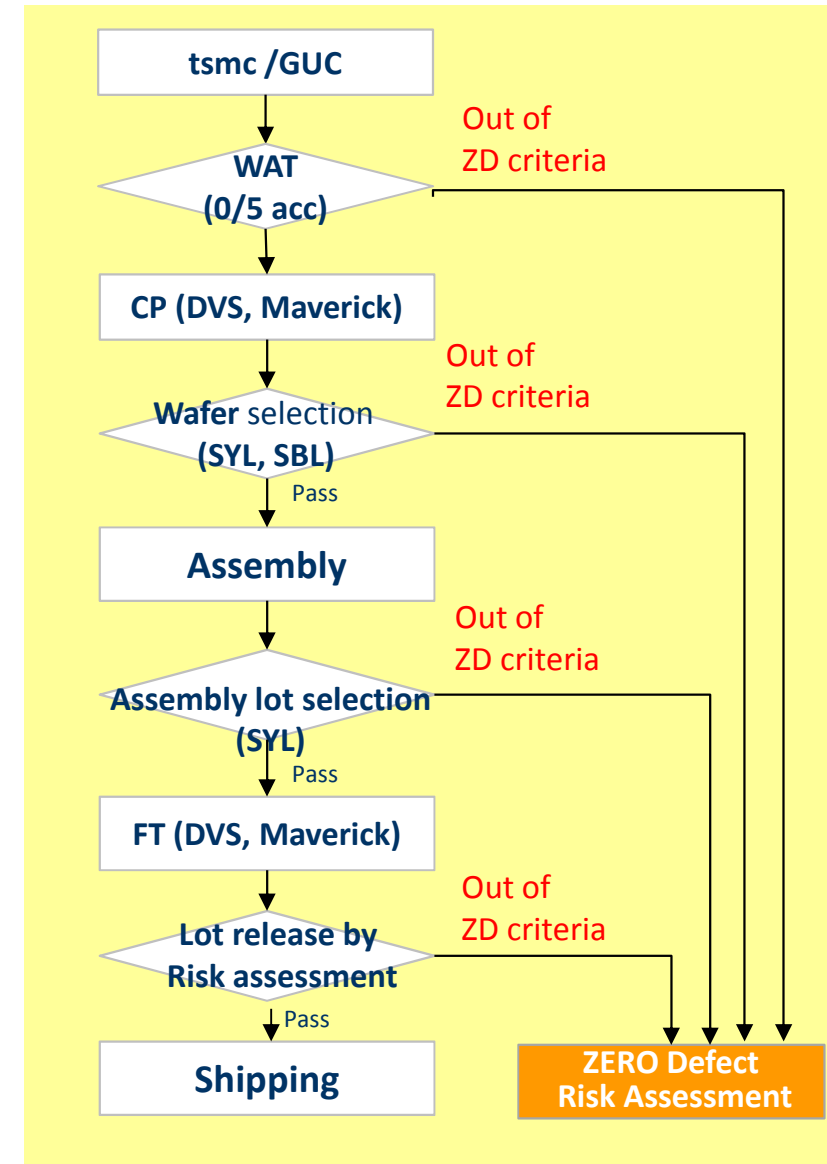 tsmc /GUC
Out of
ZD criteria
WAT
(0/5 acc)
CP (DVS, Maverick)
Out of
ZD criteria
Wafer selection
(SYL, SBL)
Pass
Assembly
Out of
ZD criteria
Assembly lot selection
(SYL)
Pass
FT (DVS, Maverick)
Out of
ZD criteria
Lot release by
Risk assessment
Pass
Shipping
ZERO Defect
Risk Assessment